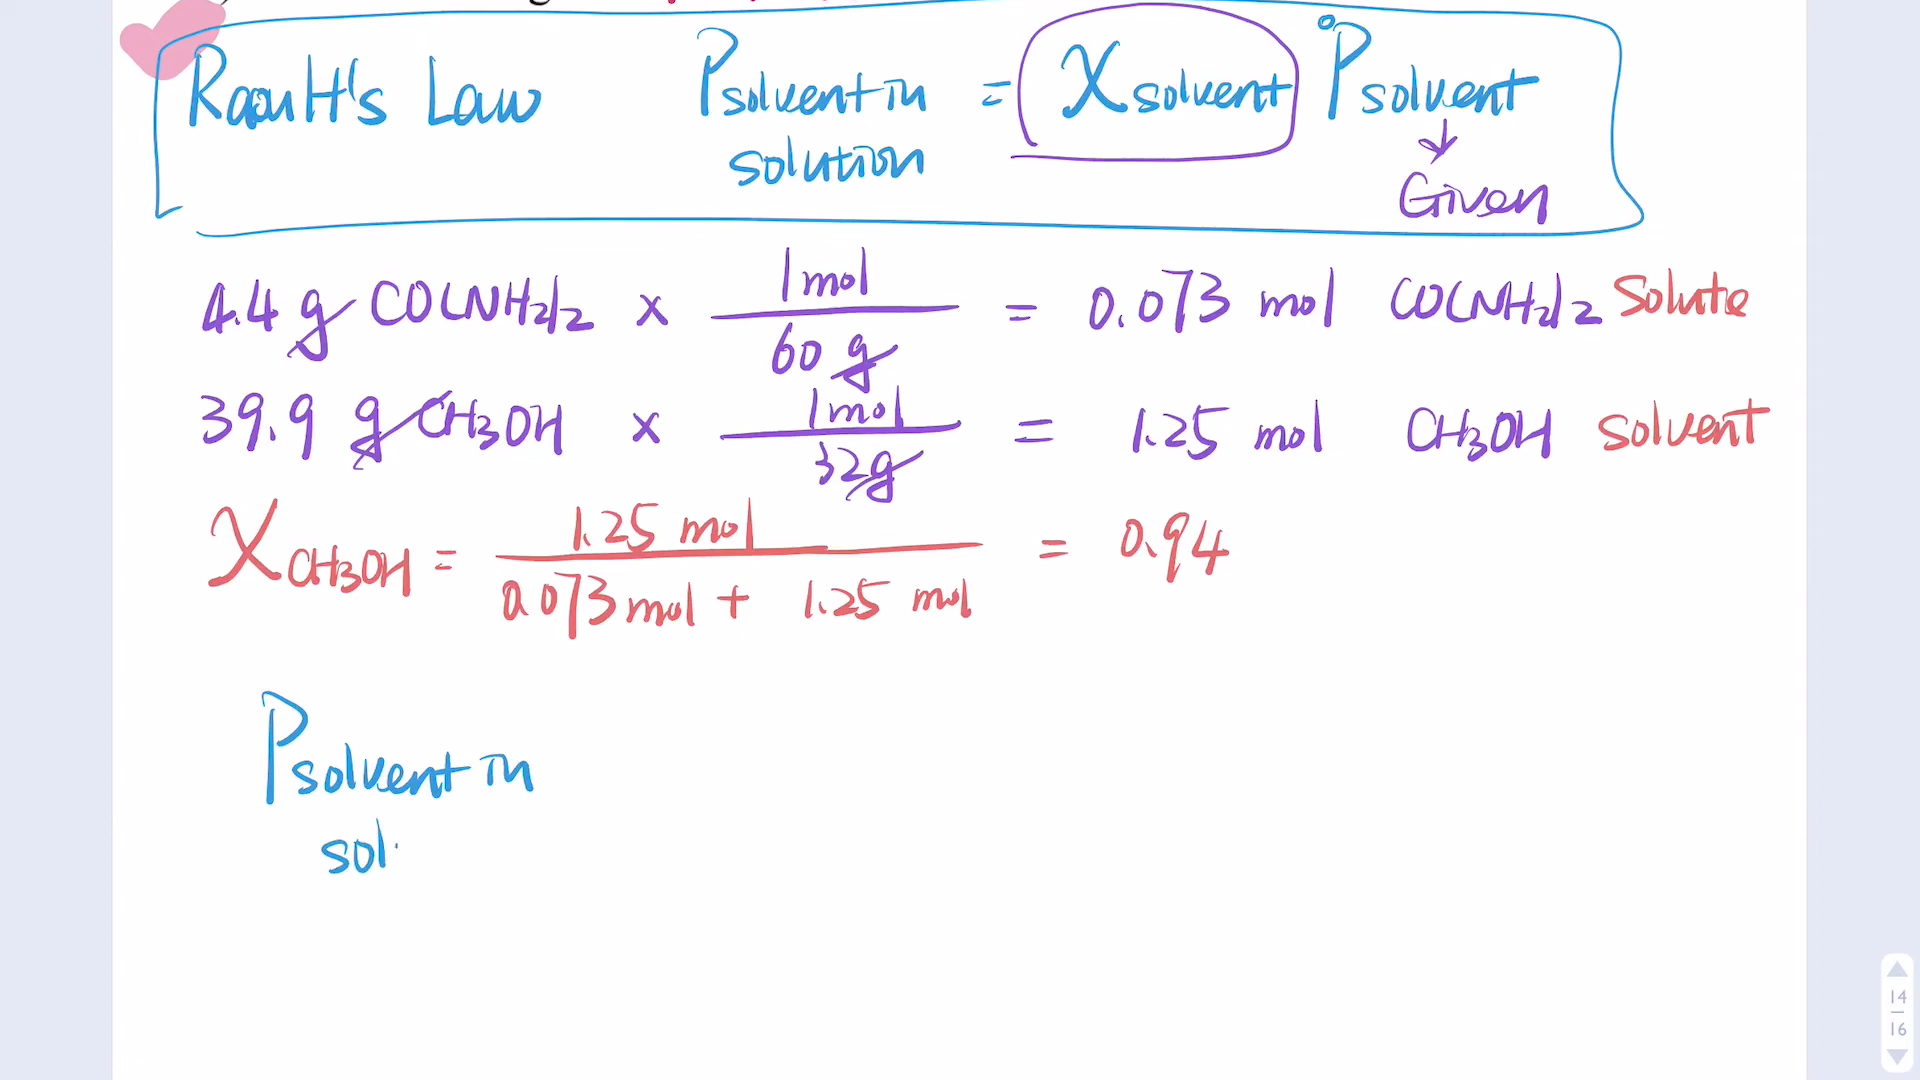 Raoult's Law P solvent in solution = X solvent P° solvent
↓
Given
4.4 g CO(NH2)2 x 1 mol / 60 g = 0.073 mol CO(NH2)2 Solute
39.9 g CH3OH x 1 mol / 32 g = 1.25 mol CH3OH solvent
X CH3OH = 1.25 mol / 0.073 mol + 1.25 mol = 0.94
P solvent in
sol
14
16